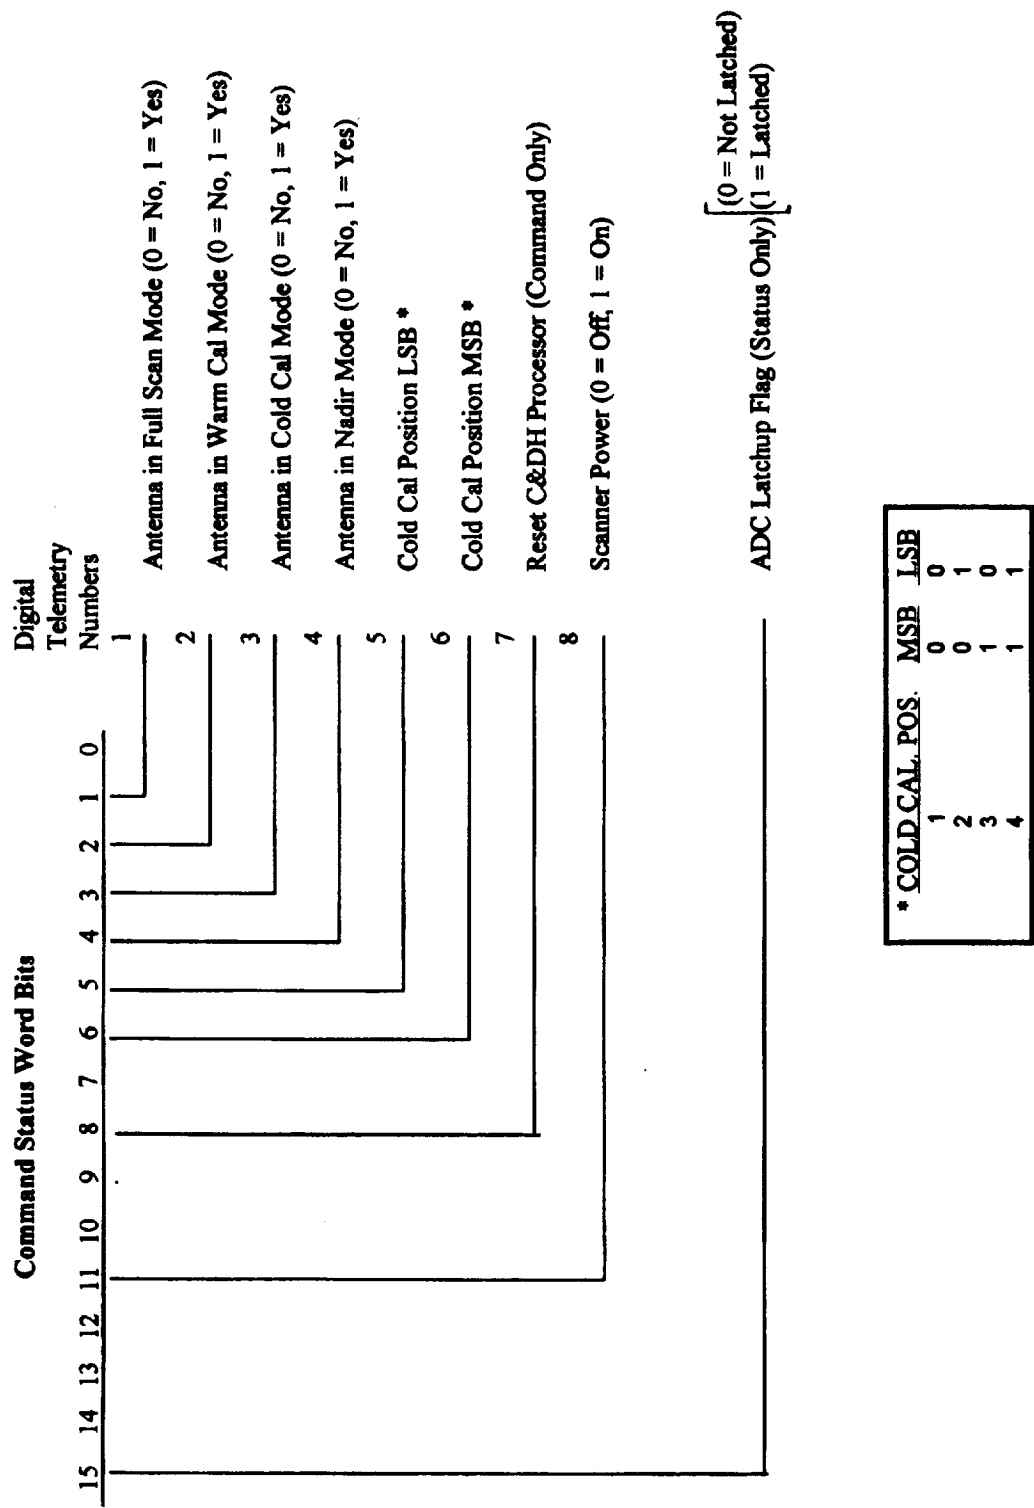 Command Status Word Bits
15 14 13 12 11 10 9 8 7 6 5 4 3 2 1 0
Digital
Telemetry
Numbers
1 Antenna in Full Scan Mode (0 = No, 1 = Yes)
2 Antenna in Warm Cal Mode (0 = No, 1 = Yes)
3 Antenna in Cold Cal Mode (0 = No, 1 = Yes)
4 Antenna in Nadir Mode (0 = No, 1 = Yes)
5 Cold Cal Position LSB *
6 Cold Cal Position MSB *
7 Reset C&DH Processor (Command Only)
8 Scanner Power (0 = Off, 1 = On)
ADC Latchup Flag (Status Only) [(0 = Not Latched)
(1 = Latched)
* COLD CAL. POS. MSB LSB
1 0 0
2 0 1
3 1 0
4 1 1